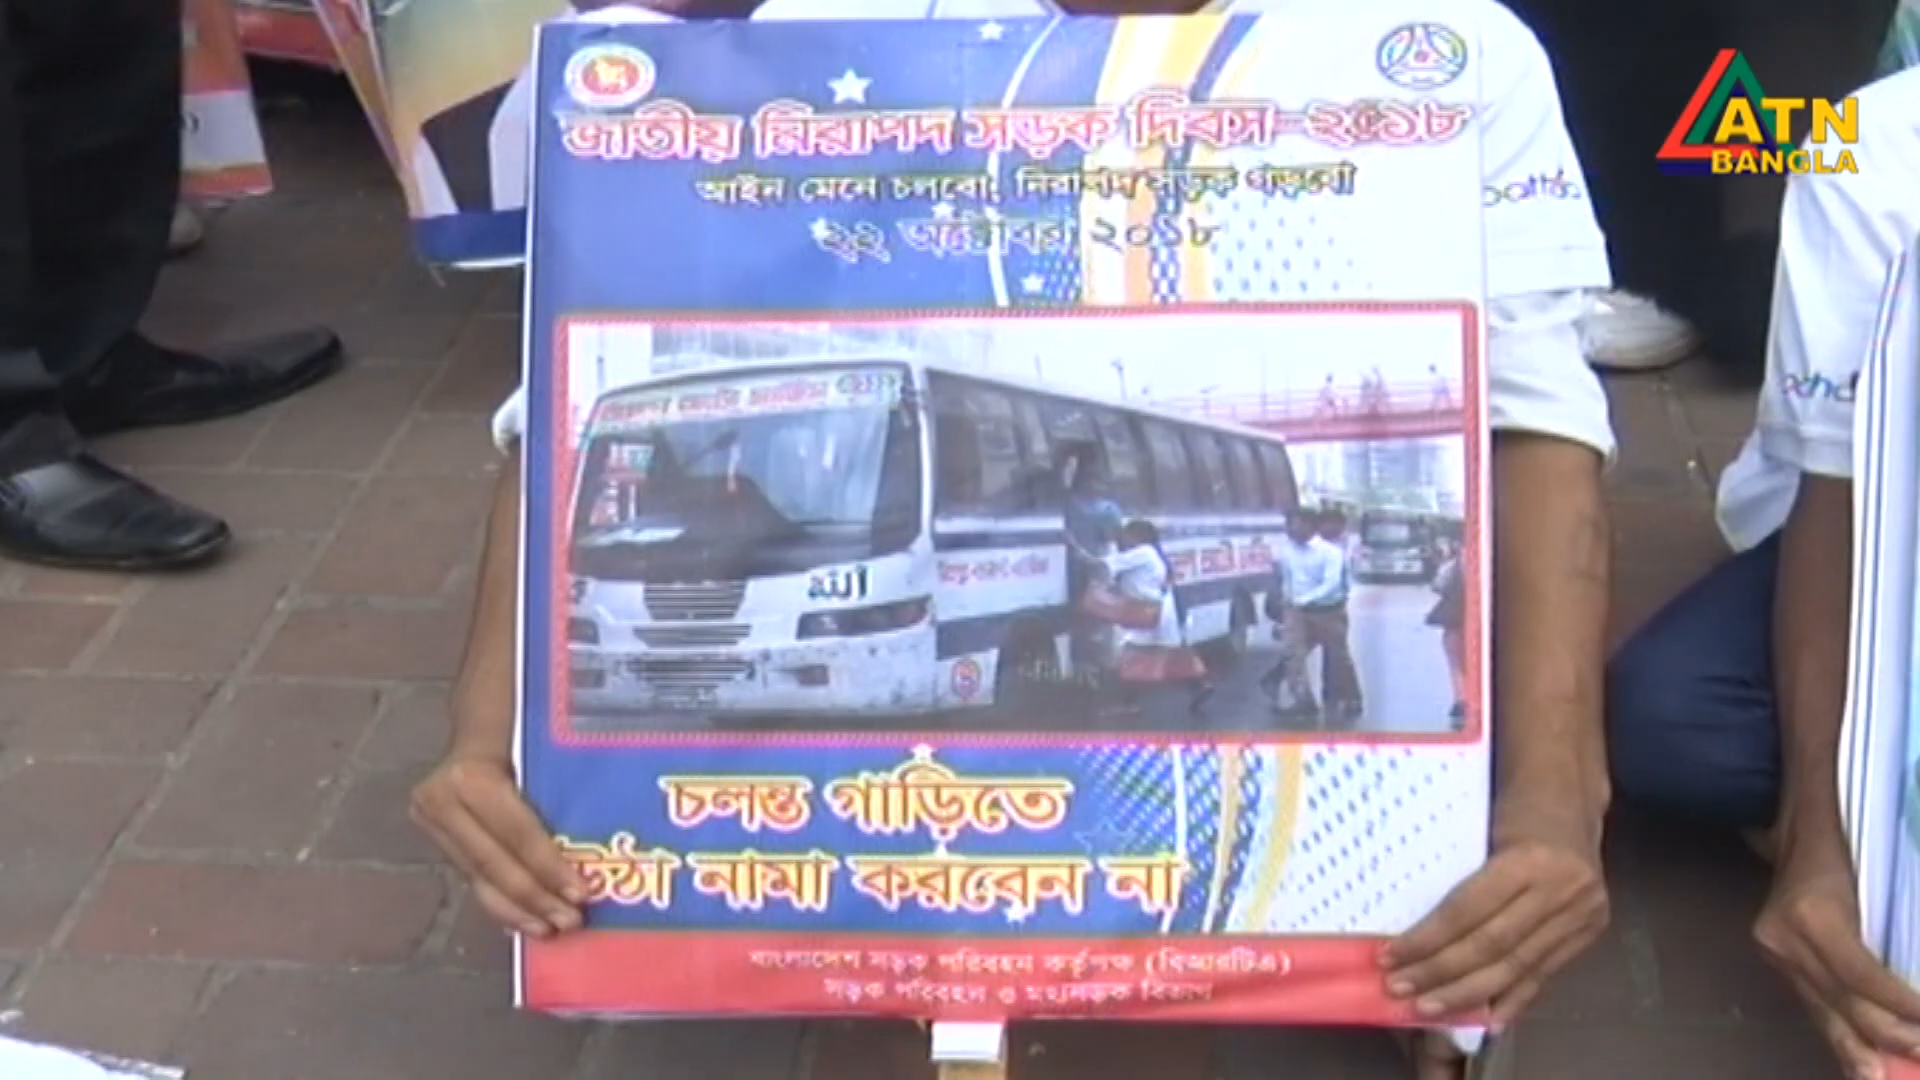 জাতীয় নিরাপদ সড়ক দিবস-২০১৮
আইন মেনে চলবো, নিরাপদ সড়ক গড়বো
২২ অক্টোবর, ২০১৮
ATN
BANGLA
চলন্ত গাড়িতে
উঠা নামা করবেন না
বাংলাদেশ সড়ক পরিবহন কর্তৃপক্ষ (বিআরটিএ)
সড়ক পরিবহন ও মহাসড়ক বিভাগ